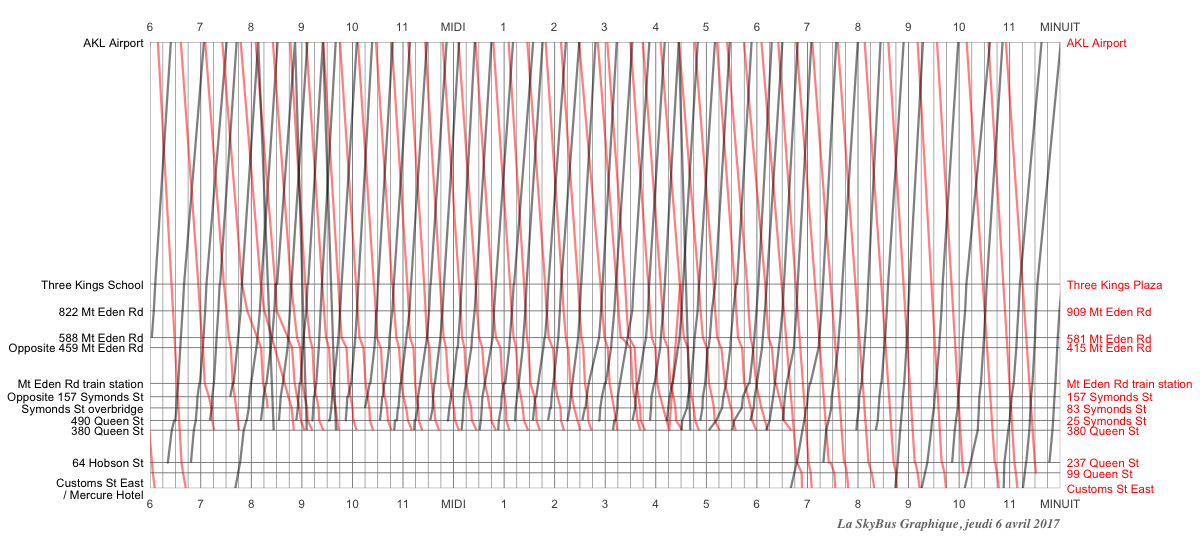 6 7 8 9 10 11 MIDI 1 2 3 4 5 6 7 8 9 10 11 MINUIT
AKL Airport AKL Airport
Three Kings School Three Kings Plaza
822 Mt Eden Rd 909 Mt Eden Rd
588 Mt Eden Rd 581 Mt Eden Rd
Opposite 459 Mt Eden Rd 415 Mt Eden Rd
Mt Eden Rd train station Mt Eden Rd train station
Opposite 157 Symonds St 157 Symonds St
Symonds St overbridge 83 Symonds St
490 Queen St 25 Symonds St
380 Queen St 380 Queen St
64 Hobson St 237 Queen St
99 Queen St
Customs St East Customs St East
/ Mercure Hotel
6 7 8 9 10 11 MIDI 1 2 3 4 5 6 7 8 9 10 11 MINUIT
La SkyBus Graphique, jeudi 6 avril 2017